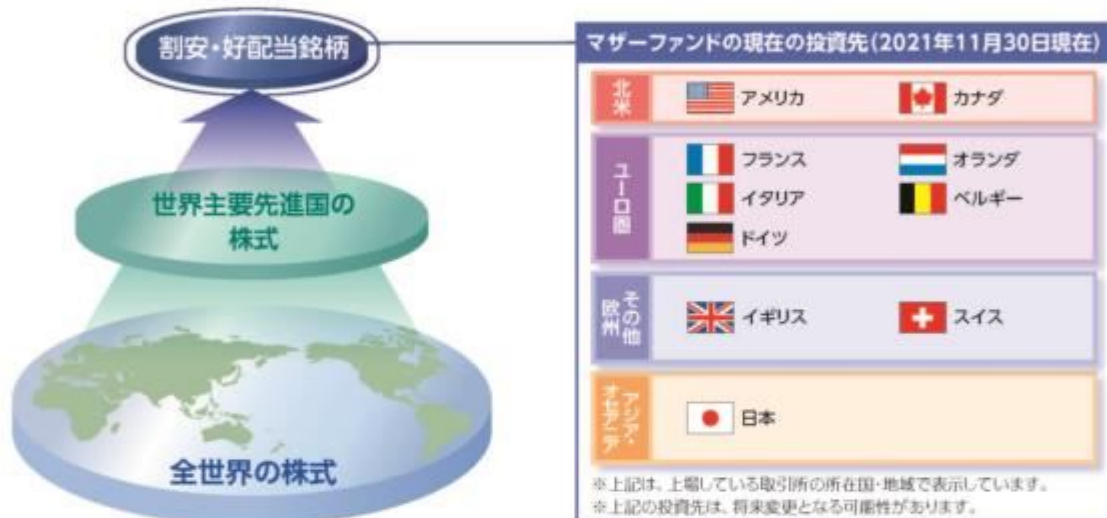 割安・好配当銘柄
世界主要先進国の
株式
全世界の株式
マザーファンドの現在の投資先(2021年11月30日現在)
北米
アメリカ
カナダ
ユーロ圏
フランス
オランダ
イタリア
ベルギー
ドイツ
その他
欧州
イギリス
スイス
アジア・
オセアニア
日本
※上記は、上場している取引所の所在国・地域で表示しています。
※上記の投資先は、将来変更となる可能性があります。